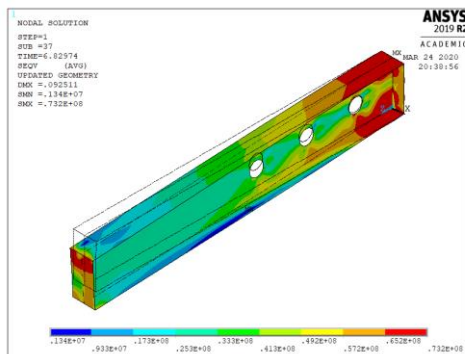 1
NODAL SOLUTION
STEP=1
SUB =37
TIME=6.82974
SEQV (AVG)
UPDATED GEOMETRY
DMX =.092511
SMN =.134E+07
SMX =.732E+08
ANSYS
2019 R2
ACADEMIC
MAR 24 2020
20:38:56
MX
X
.134E+07 .173E+08 .333E+08 .492E+08 .652E+08
.933E+07 .253E+08 .413E+08 .572E+08 .732E+08